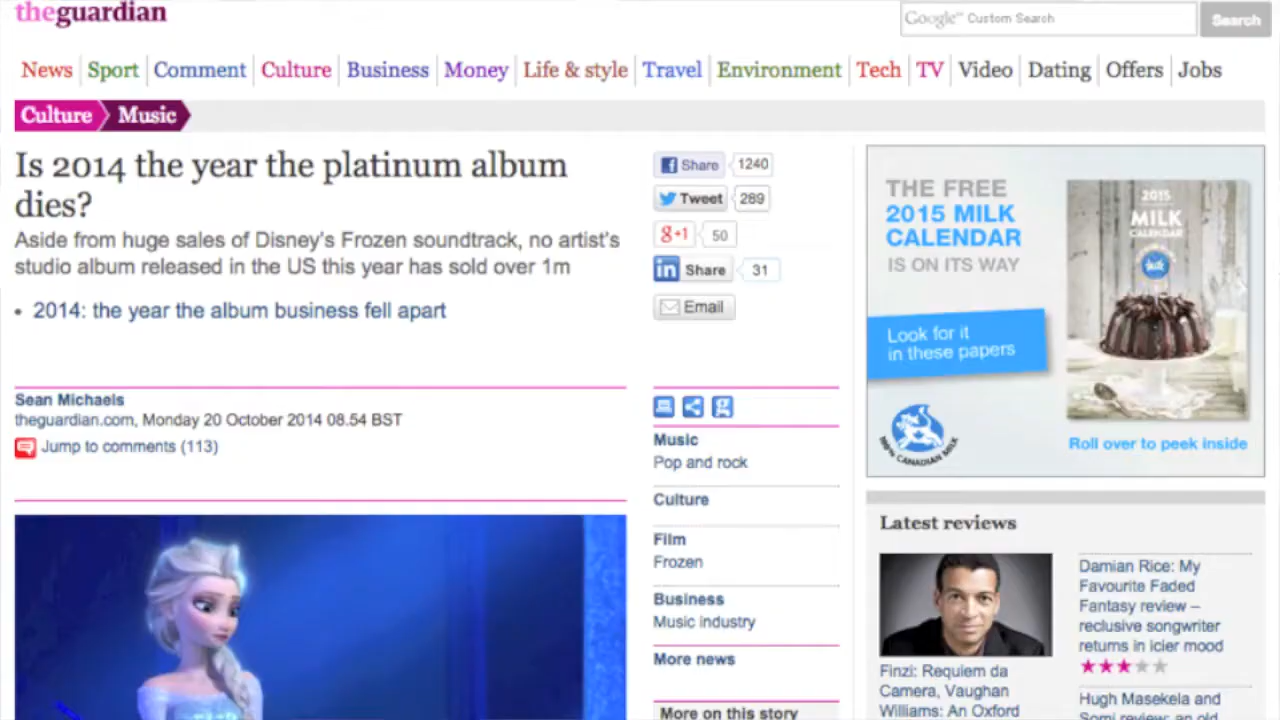 theguardian
Google™ Custom Search
Search
News
Sport
Comment
Culture
Business
Money
Life & style
Travel
Environment
Tech
TV
Video
Dating
Offers
Jobs
Culture
Music
Is 2014 the year the platinum album
dies?
Aside from huge sales of Disney's Frozen soundtrack, no artist's
studio album released in the US this year has sold over 1m
• 2014: the year the album business fell apart
Sean Michaels
theguardian.com, Monday 20 October 2014 08.54 BST
Jump to comments (113)
Share 1240
Tweet 289
g+1 50
in Share 31
Email
Music
Pop and rock
Culture
Film
Frozen
Business
Music industry
More news
More on this story
THE FREE
2015 MILK
CALENDAR
IS ON ITS WAY
Look for it
in these papers
100% CANADIAN MILK
2015
MILK
CALENDAR
Roll over to peek inside
Latest reviews
Finzi: Requiem da
Camera, Vaughan
Williams: An Oxford
Damian Rice: My
Favourite Faded
Fantasy review –
reclusive songwriter
returns in icier mood
Hugh Masekela and
Somi review: an old